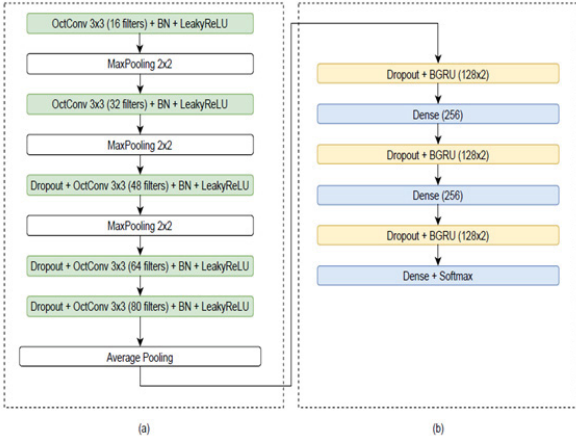 OctConv 3x3 (16 filters) + BN + LeakyReLU
MaxPooling 2x2
OctConv 3x3 (32 filters) + BN + LeakyReLU
MaxPooling 2x2
Dropout + OctConv 3x3 (48 filters) + BN + LeakyReLU
MaxPooling 2x2
Dropout + OctConv 3x3 (64 filters) + BN + LeakyReLU
Dropout + OctConv 3x3 (80 filters) + BN + LeakyReLU
Average Pooling
(a)
Dropout + BGRU (128x2)
Dense (256)
Dropout + BGRU (128x2)
Dense (256)
Dropout + BGRU (128x2)
Dense + Softmax
(b)